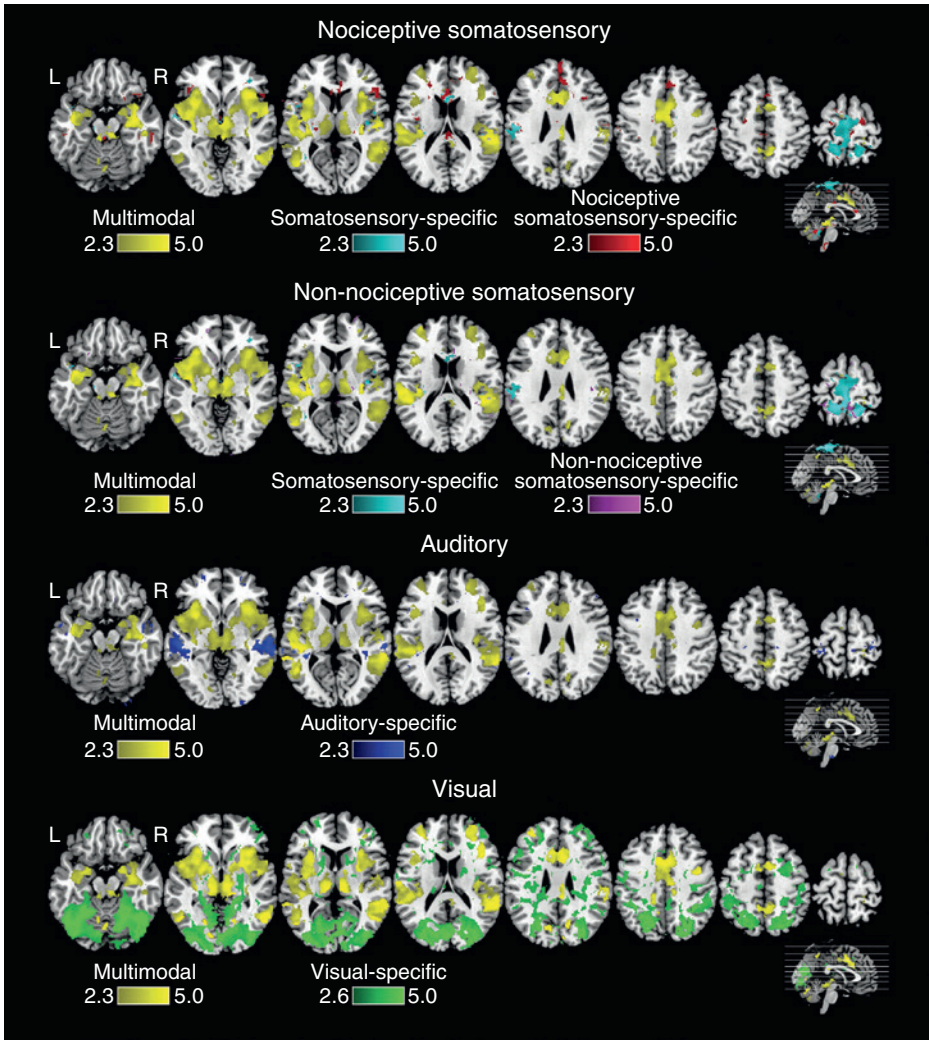 Nociceptive somatosensory
L R
Multimodal
2.3 5.0
Somatosensory-specific
2.3 5.0
Nociceptive
somatosensory-specific
2.3 5.0
Non-nociceptive somatosensory
L R
Multimodal
2.3 5.0
Somatosensory-specific
2.3 5.0
Non-nociceptive
somatosensory-specific
2.3 5.0
Auditory
L R
Multimodal
2.3 5.0
Auditory-specific
2.3 5.0
Visual
L R
Multimodal
2.3 5.0
Visual-specific
2.6 5.0